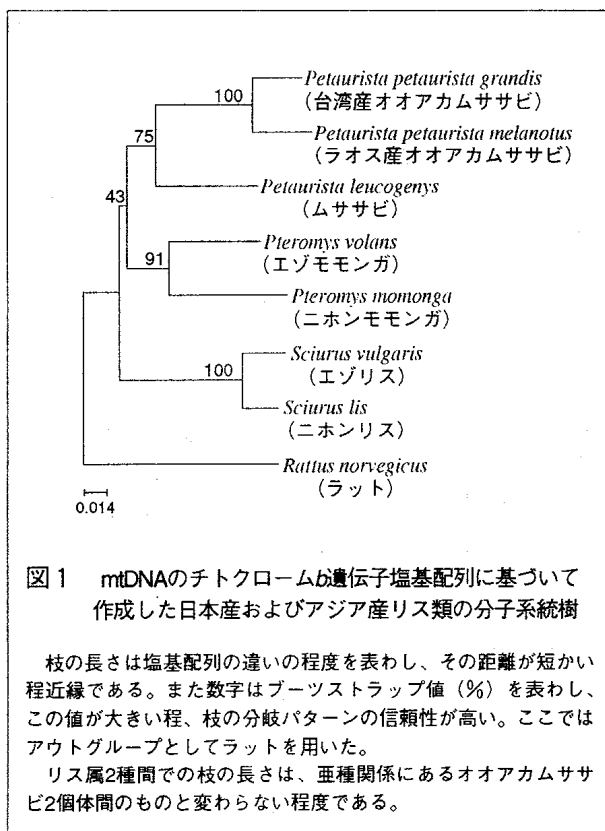 100
Petaurista petaurista grandis
(台湾産オオアカムササビ)
75
Petaurista petaurista melanotus
(ラオス産オオアカムササビ)
43
Petaurista leucogenys
(ムササビ)
Pteromys volans
(エゾモモンガ)
91
Pteromys momonga
(ニホンモモンガ)
Sciurus vulgaris
(エゾリス)
100
Sciurus lis
(ニホンリス)
Rattus norvegicus
(ラット)
0.014
図1 mtDNAのチトクロームb遺伝子塩基配列に基づいて
作成した日本産およびアジア産リス類の分子系統樹
枝の長さは塩基配列の違いの程度を表わし、その距離が短かい
程近縁である。また数字はブーツストラップ値(%)を表わし、
この値が大きい程、枝の分岐パターンの信頼性が高い。ここでは
アウトグループとしてラットを用いた。
リス属2種間での枝の長さは、亜種関係にあるオオアカムササ
ビ2個体間のものと変わらない程度である。